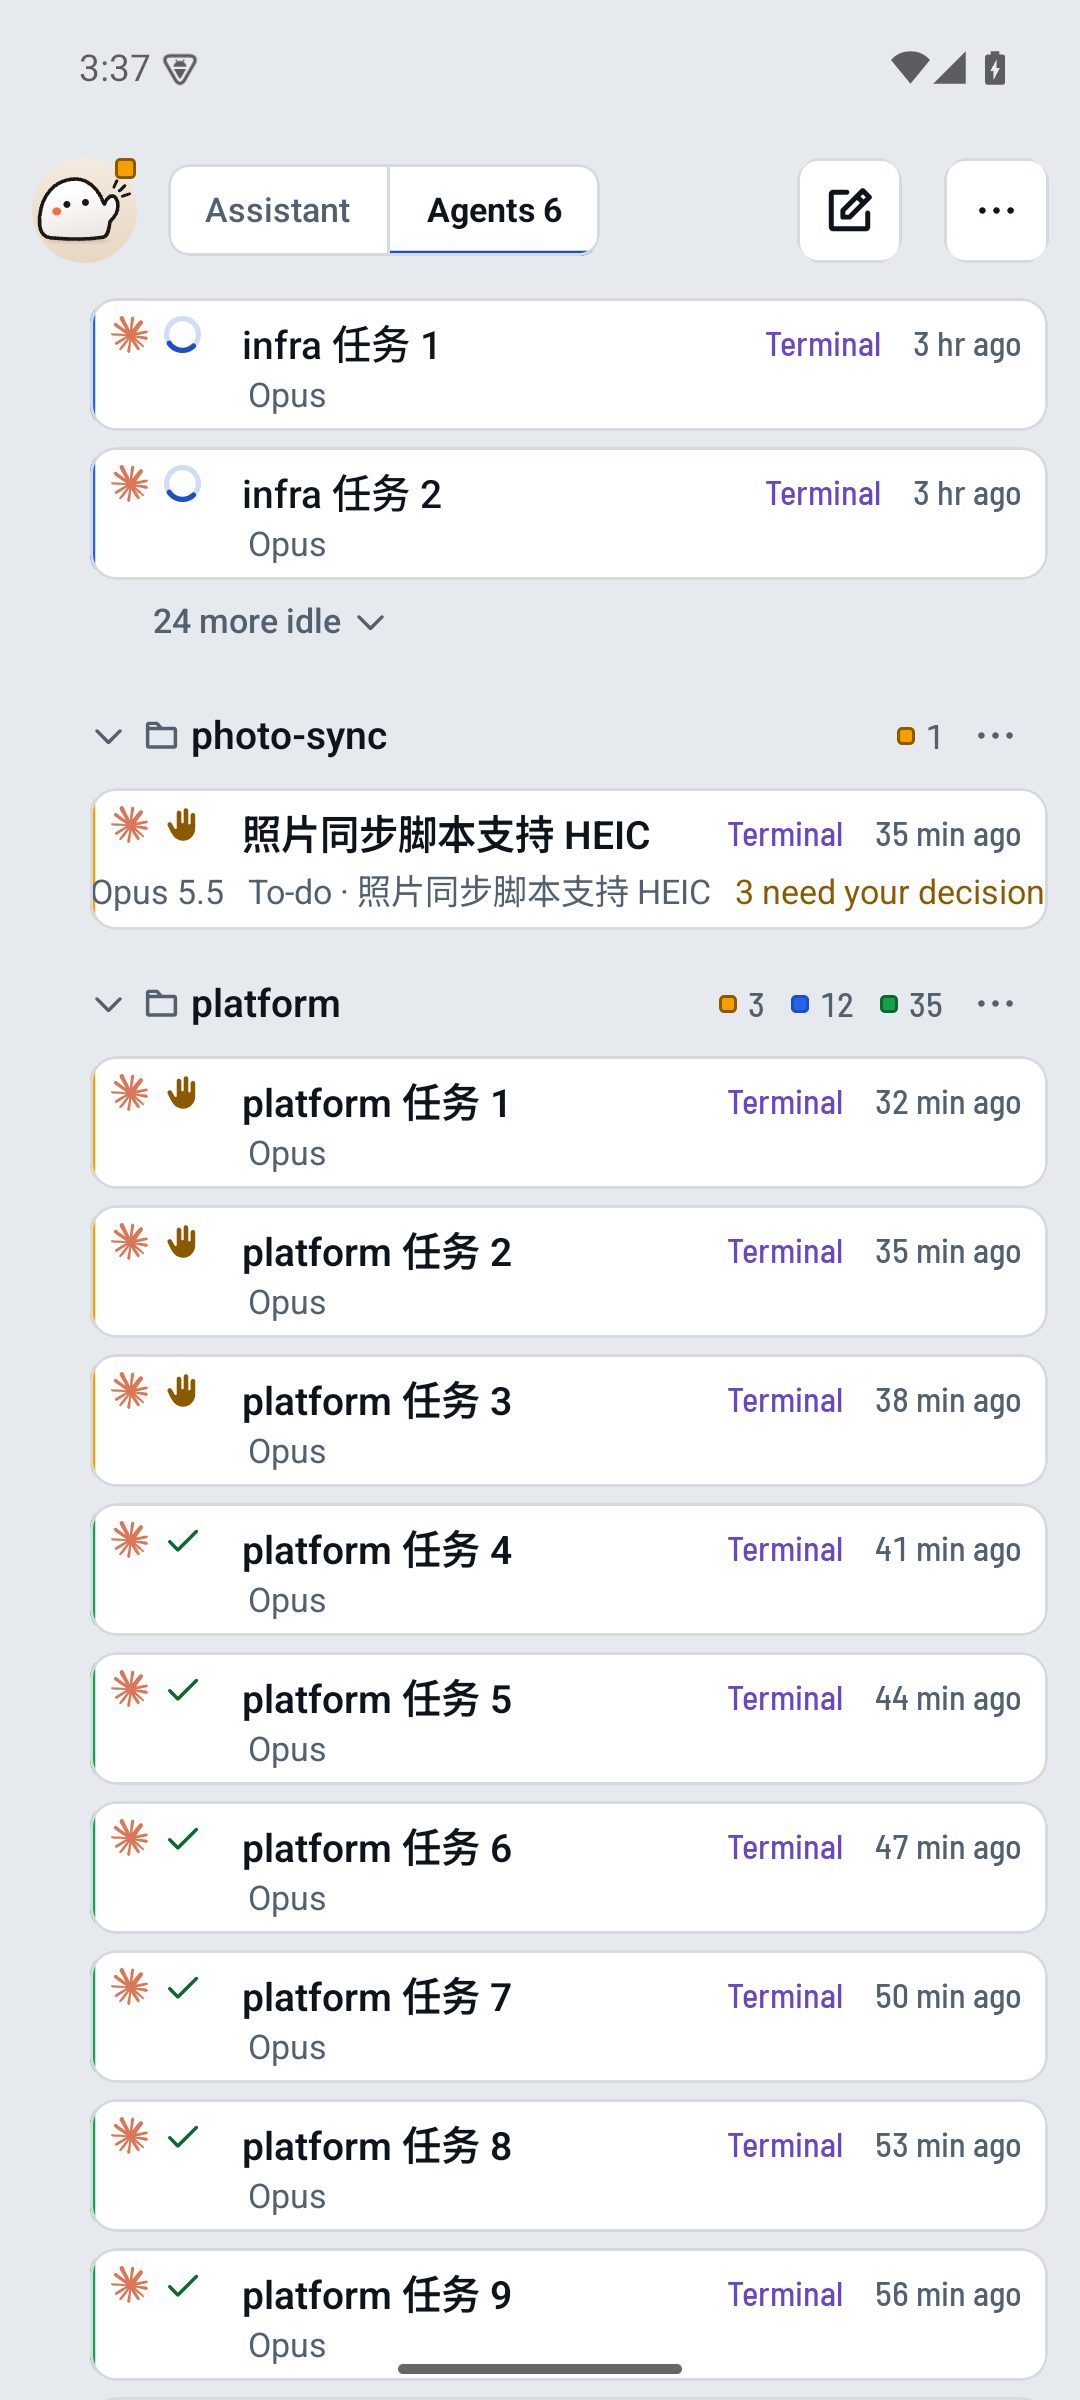 3:37
Assistant
Agents 6
infra 任务 1 Terminal 3 hr ago
Opus
infra 任务 2 Terminal 3 hr ago
Opus
24 more idle
photo-sync 1
照片同步脚本支持 HEIC Terminal 35 min ago
Opus 5.5 To-do · 照片同步脚本支持 HEIC 3 need your decision
platform 3 12 35
platform 任务 1 Terminal 32 min ago
Opus
platform 任务 2 Terminal 35 min ago
Opus
platform 任务 3 Terminal 38 min ago
Opus
platform 任务 4 Terminal 41 min ago
Opus
platform 任务 5 Terminal 44 min ago
Opus
platform 任务 6 Terminal 47 min ago
Opus
platform 任务 7 Terminal 50 min ago
Opus
platform 任务 8 Terminal 53 min ago
Opus
platform 任务 9 Terminal 56 min ago
Opus